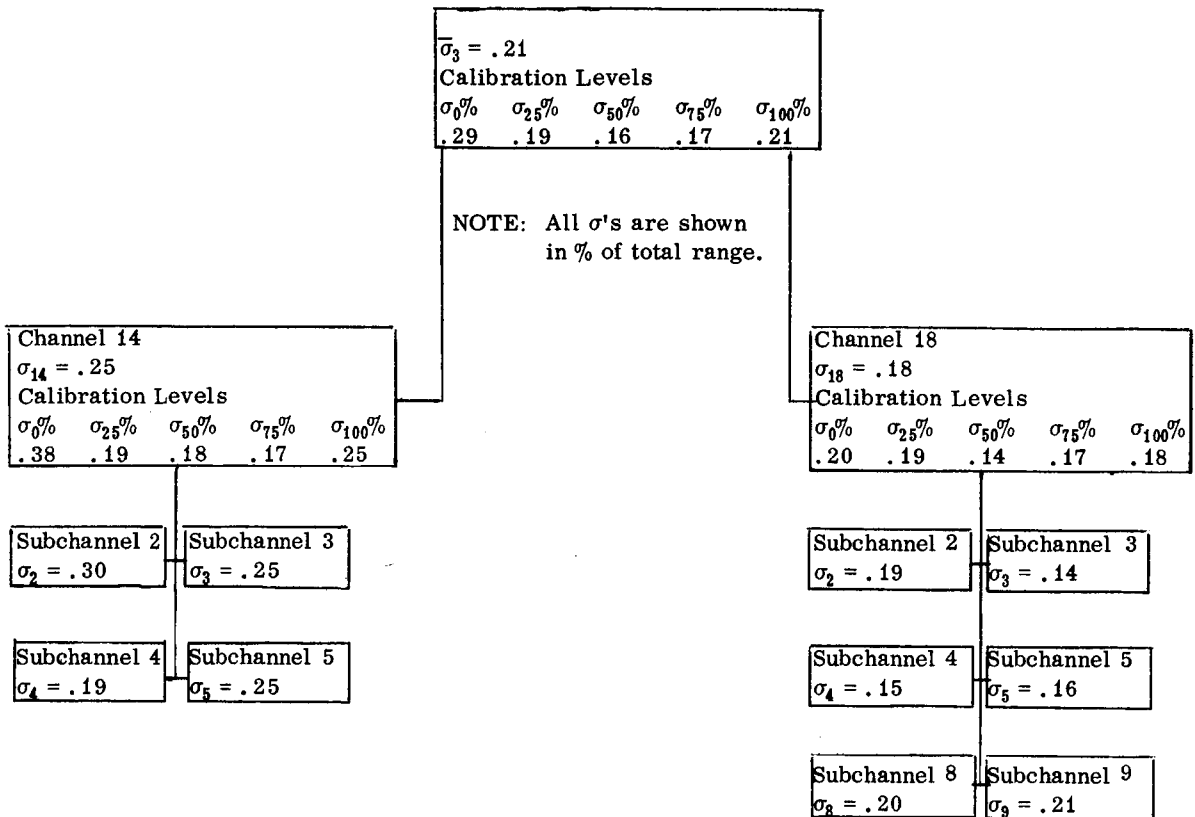 σ̅₃ = .21
Calibration Levels
σ₀% σ₂₅% σ₅₀% σ₇₅% σ₁₀₀%
.29 .19 .16 .17 .21
NOTE: All σ's are shown
in % of total range.
Channel 14
σ₁₄ = .25
Calibration Levels
σ₀% σ₂₅% σ₅₀% σ₇₅% σ₁₀₀%
.38 .19 .18 .17 .25
Subchannel 2
σ₂ = .30
Subchannel 3
σ₃ = .25
Subchannel 4
σ₄ = .19
Subchannel 5
σ₅ = .25
Channel 18
σ₁₈ = .18
Calibration Levels
σ₀% σ₂₅% σ₅₀% σ₇₅% σ₁₀₀%
.20 .19 .14 .17 .18
Subchannel 2
σ₂ = .19
Subchannel 3
σ₃ = .14
Subchannel 4
σ₄ = .15
Subchannel 5
σ₅ = .16
Subchannel 8
σ₈ = .20
Subchannel 9
σ₉ = .21